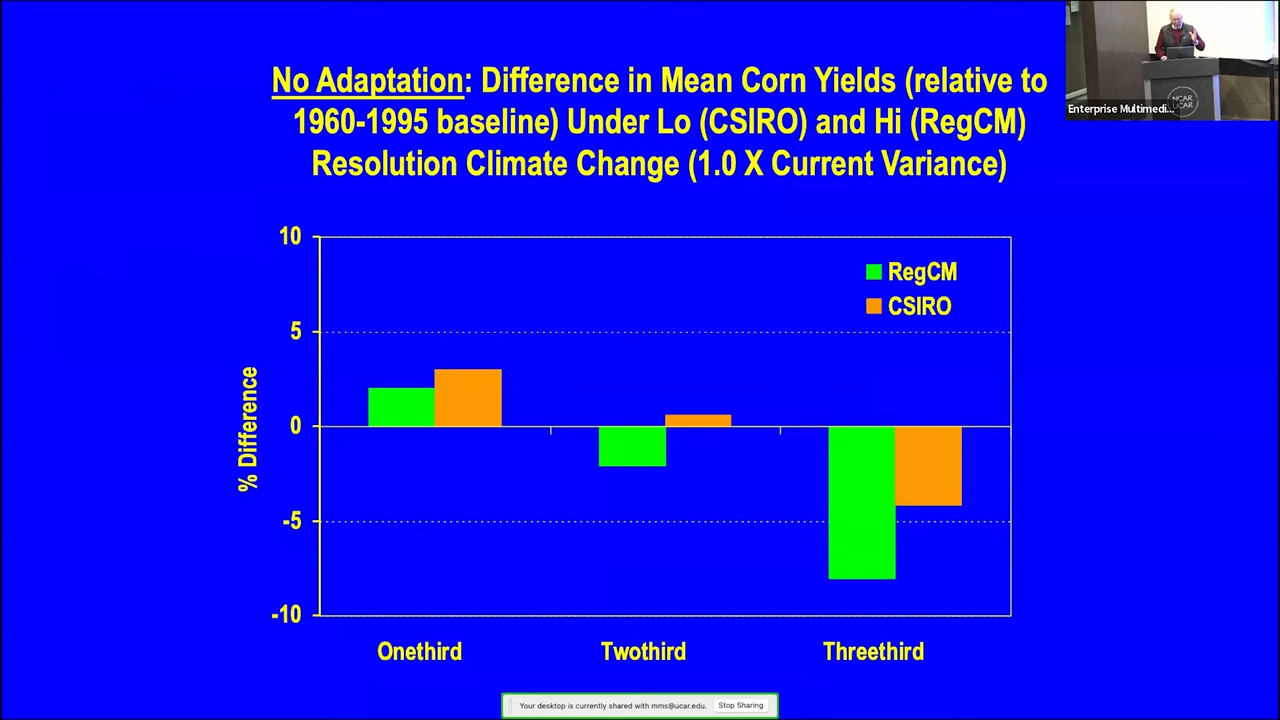 No Adaptation: Difference in Mean Corn Yields (relative to
1960-1995 baseline) Under Lo (CSIRO) and Hi (RegCM)
Resolution Climate Change (1.0 X Current Variance)
Enterprise Multimedi...
NCAR
UCAR
10
5
0
-5
-10
% Difference
RegCM
CSIRO
Onethird
Twothird
Threethird
Your desktop is currently shared with mms@ucar.edu.
Stop Sharing